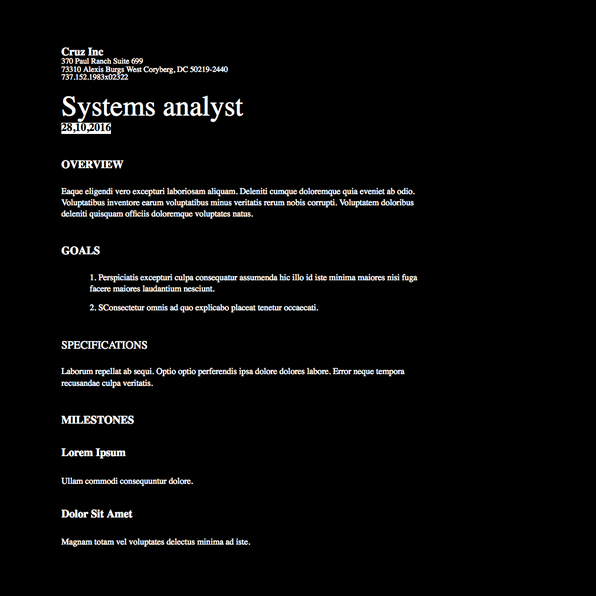 Cruz Inc
370 Paul Ranch Suite 699
73310 Alexis Burgs West Coryberg, DC 50219-2440
737.152.1983x02322
Systems analyst
28,10,2016
OVERVIEW
Eaque eligendi vero excepturi laboriosam aliquam. Deleniti cumque doloremque quia eveniet ab odio.
Voluptatibus inventore earum voluptatibus minus veritatis rerum nobis corrupti. Voluptatem doloribus
deleniti quisquam officiis doloremque voluptates natus.
GOALS
1. Perspiciatis excepturi culpa consequatur assumenda hic illo id iste minima maiores nisi fuga
facere maiores laudantium nesciunt.
2. SConsectetur omnis ad quo explicabo placeat tenetur occaecati.
SPECIFICATIONS
Laborum repellat ab sequi. Optio optio perferendis ipsa dolore dolores labore. Error neque tempora
recusandae culpa veritatis.
MILESTONES
Lorem Ipsum
Ullam commodi consequuntur dolore.
Dolor Sit Amet
Magnam totam vel voluptates delectus minima ad iste.